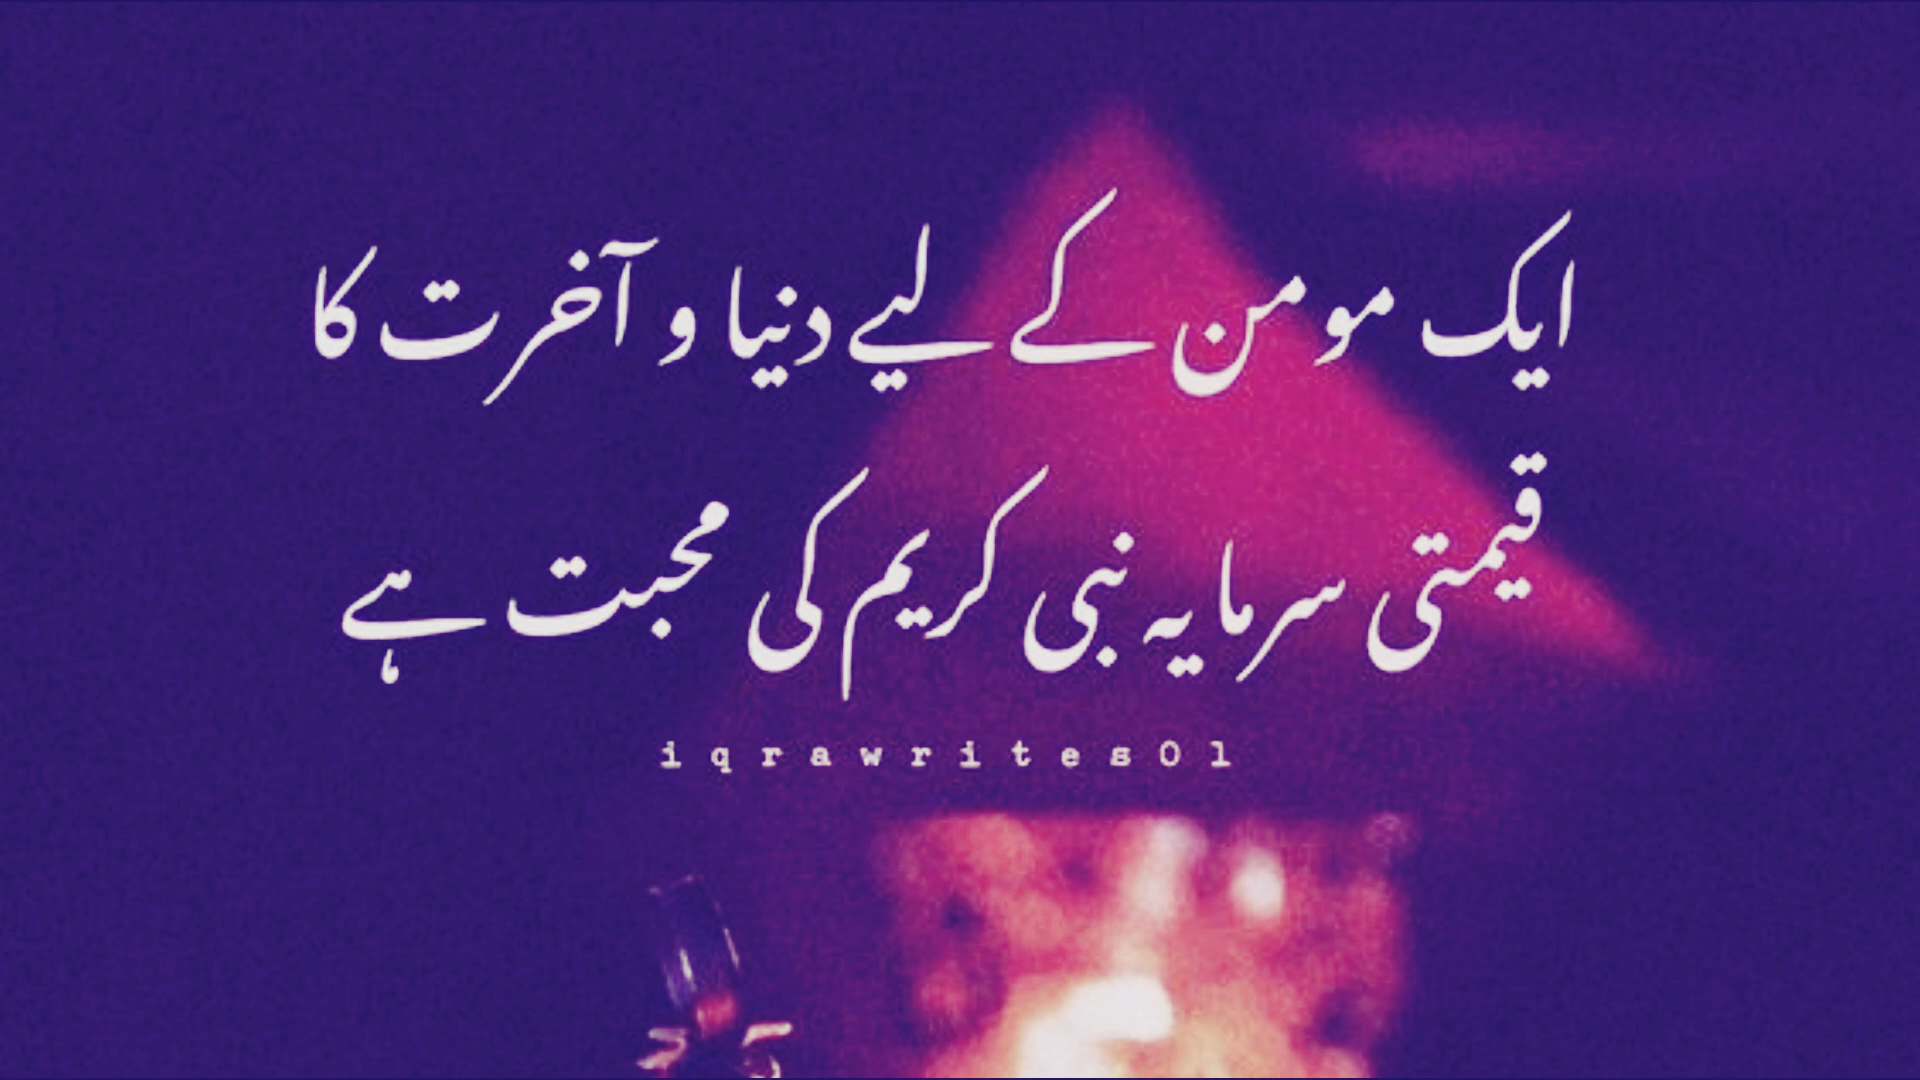 ایک مومن کے لیے دنیا و آخرت کا
قیمتی سرمایہ نبی کریم کی محبت ہے
iqrawrites01